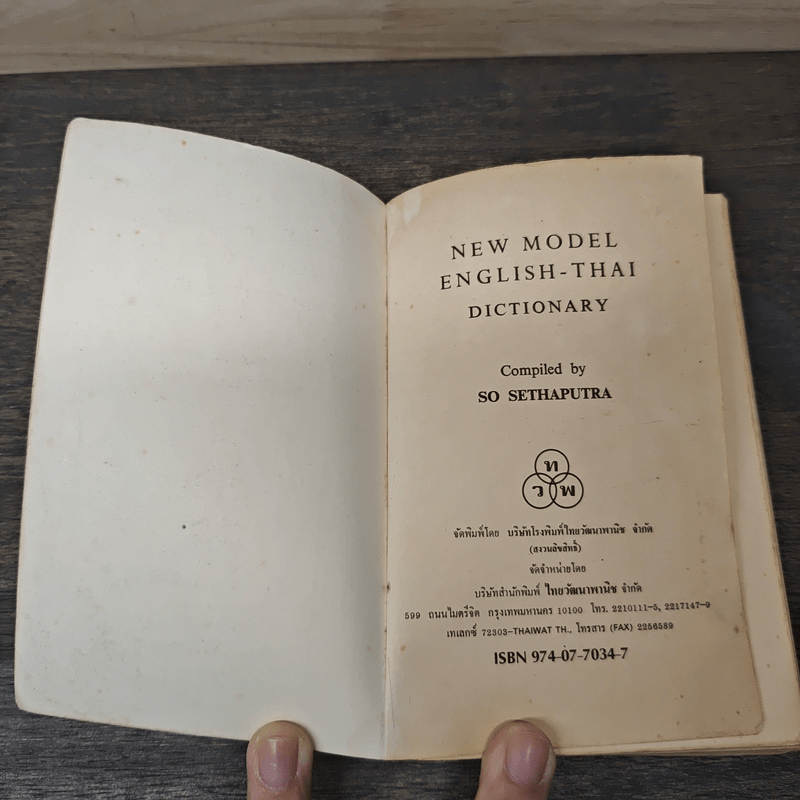 NEW MODEL
ENGLISH-THAI
DICTIONARY
Compiled by
SO SETHAPUTRA
ท
ว พ
จัดพิมพ์โดย บริษัทโรงพิมพ์ไทยวัฒนาพานิช จำกัด
(สงวนลิขสิทธิ์)
จัดจำหน่ายโดย
บริษัทสำนักพิมพ์ ไทยวัฒนาพานิช จำกัด
599 ถนนไมตรีจิต กรุงเทพมหานคร 10100 โทร. 2210111-5, 2217147-9
เทเลกซ์ 72303-THAIWAT TH., โทรสาร (FAX) 2256589
ISBN 974-07-7034-7